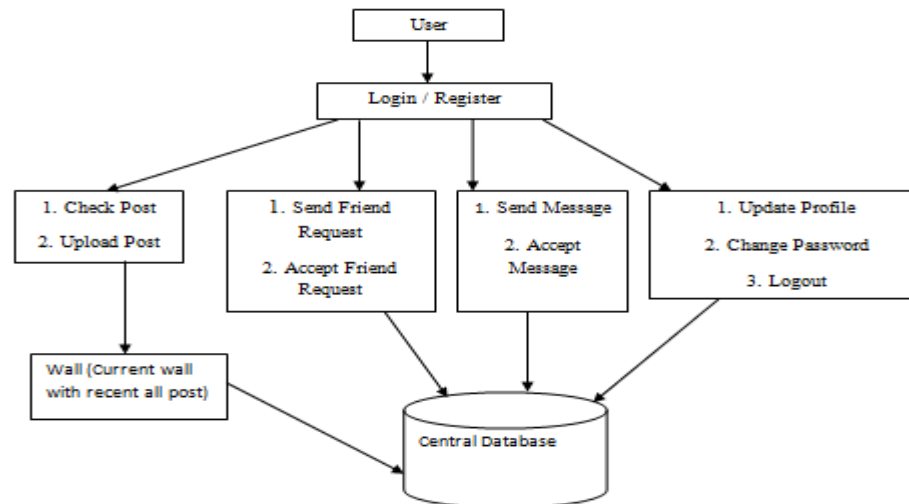 User
Login / Register
1. Check Post
2. Upload Post
1. Send Friend
Request
2. Accept Friend
Request
1. Send Message
2. Accept
Message
1. Update Profile
2. Change Password
3. Logout
Wall (Current wall
with recent all post)
Central Database